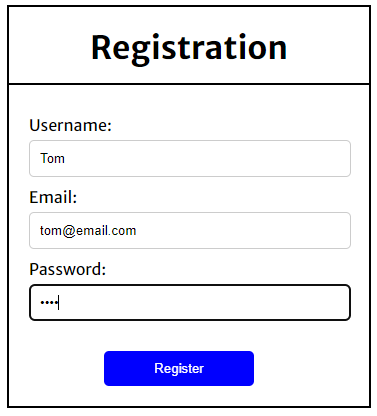 Registration
Username:
Tom
Email:
tom@email.com
Password:
••••
Register